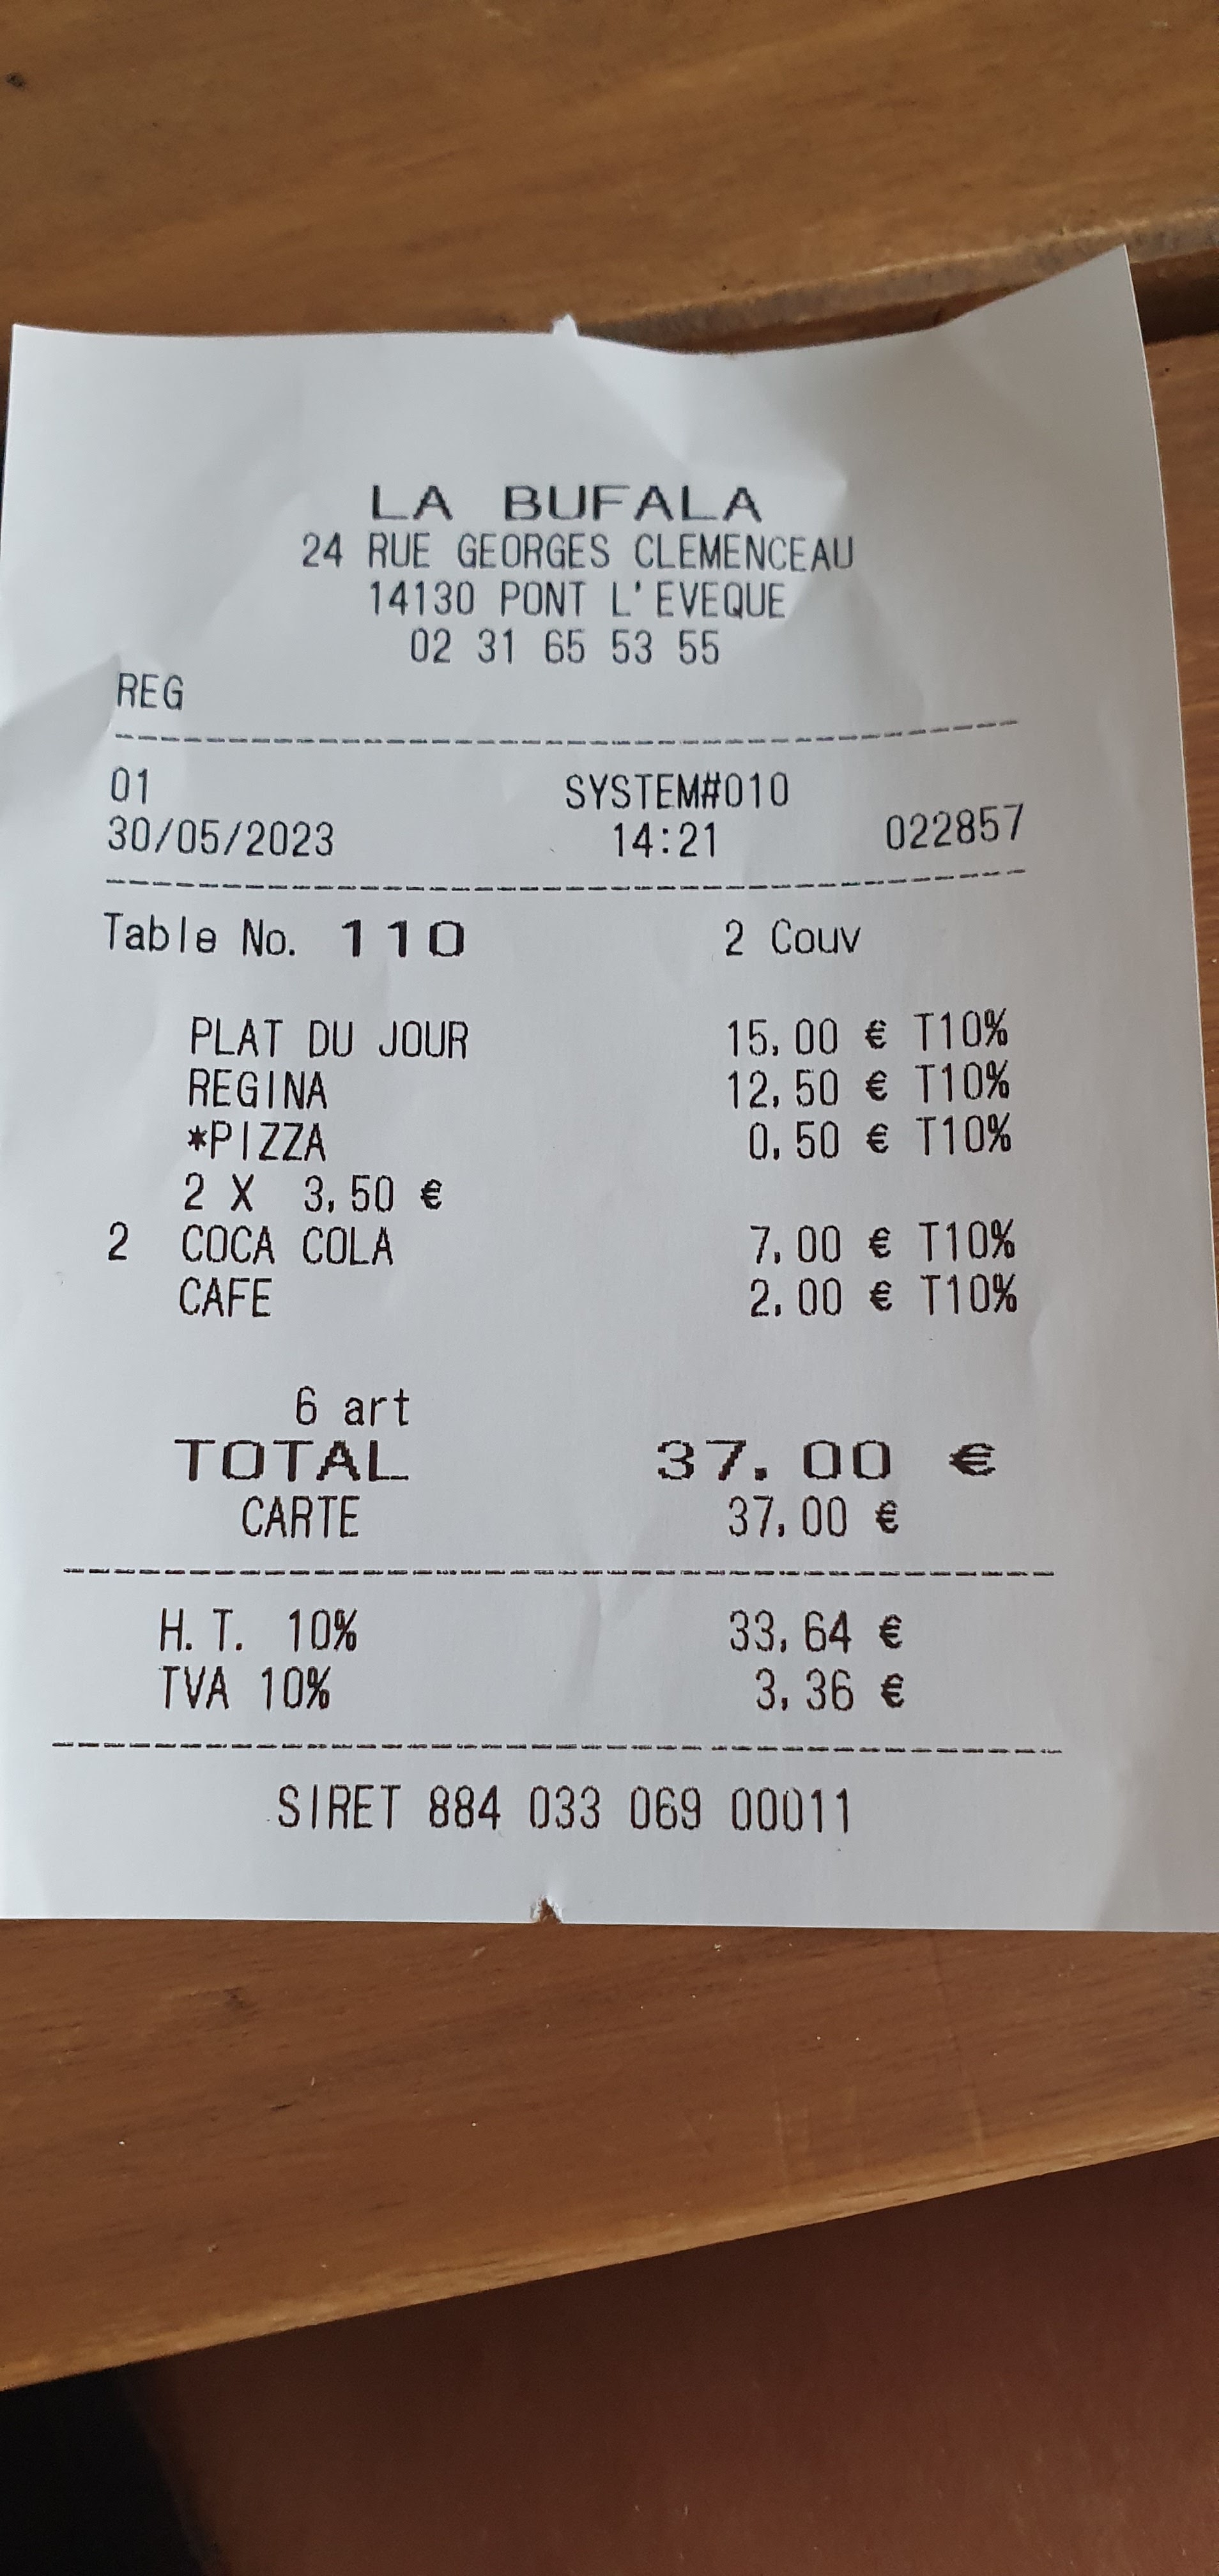 LA BUFALA
24 RUE GEORGES CLEMENCEAU
14130 PONT L'EVEQUE
02 31 65 53 55
REG
01 SYSTEM#010
30/05/2023 14:21 022857
Table No. 110 2 Couv
PLAT DU JOUR 15,00 € T10%
REGINA 12,50 € T10%
*PIZZA 0,50 € T10%
2 X 3,50 €
2 COCA COLA 7,00 € T10%
CAFE 2,00 € T10%
6 art
TOTAL 37,00 €
CARTE 37,00 €
H.T. 10% 33,64 €
TVA 10% 3,36 €
SIRET 884 033 069 00011